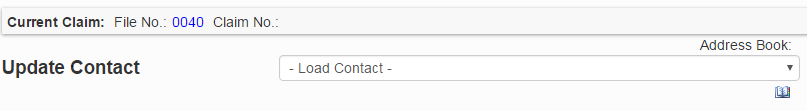 Current Claim: File No.: 0040 Claim No.:
Address Book:
Update Contact
- Load Contact -